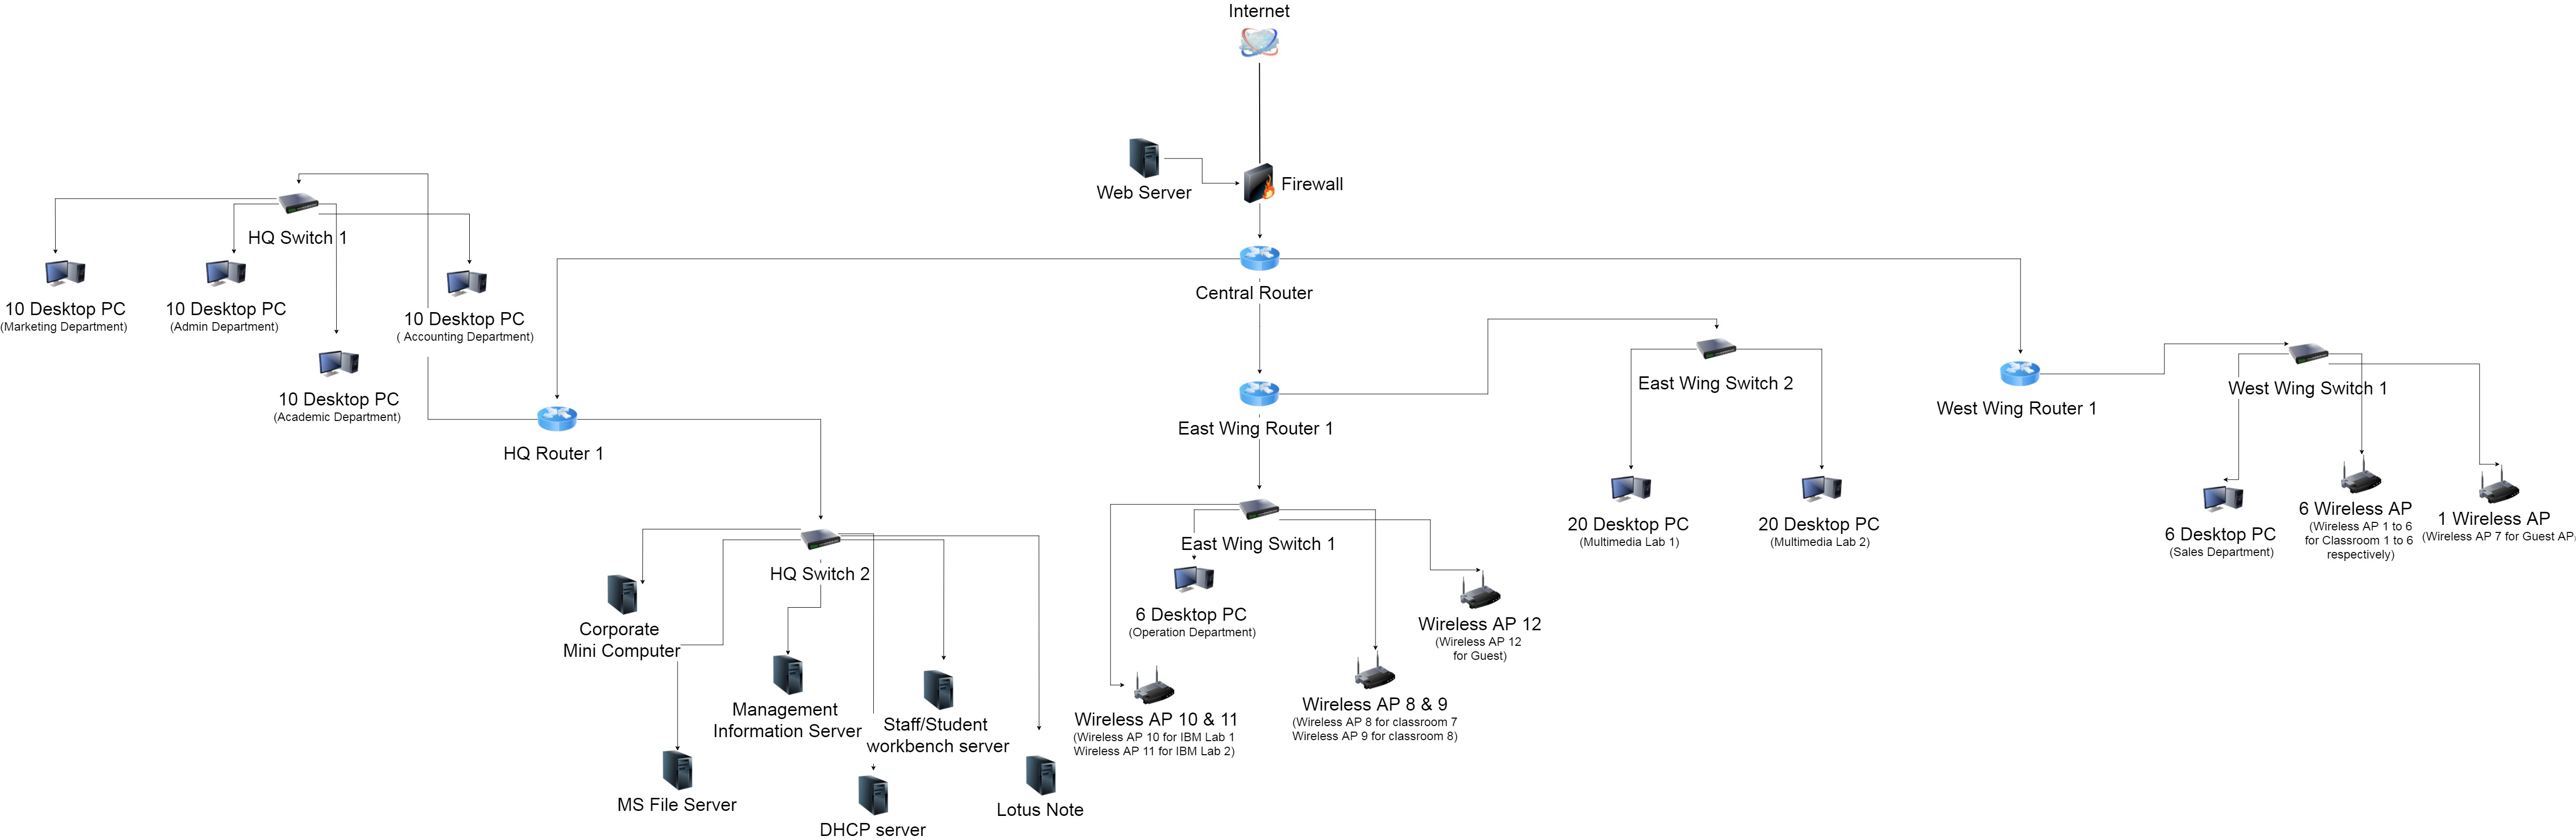 Internet
Web Server
Firewall
HQ Switch 1
Central Router
10 Desktop PC
(Marketing Department)
10 Desktop PC
(Admin Department)
10 Desktop PC
( Accounting Department)
10 Desktop PC
(Academic Department)
HQ Router 1
East Wing Router 1
East Wing Switch 2
West Wing Router 1
West Wing Switch 1
20 Desktop PC
(Multimedia Lab 1)
20 Desktop PC
(Multimedia Lab 2)
6 Desktop PC
(Sales Department)
6 Wireless AP
(Wireless AP 1 to 6
for Classroom 1 to 6
respectively)
1 Wireless AP
(Wireless AP 7 for Guest AP)
HQ Switch 2
East Wing Switch 1
Corporate
Mini Computer
Management
Information Server
Staff/Student
workbench server
MS File Server
DHCP server
Lotus Note
6 Desktop PC
(Operation Department)
Wireless AP 12
(Wireless AP 12
for Guest)
Wireless AP 10 & 11
(Wireless AP 10 for IBM Lab 1
Wireless AP 11 for IBM Lab 2)
Wireless AP 8 & 9
(Wireless AP 8 for classroom 7
Wireless AP 9 for classroom 8)